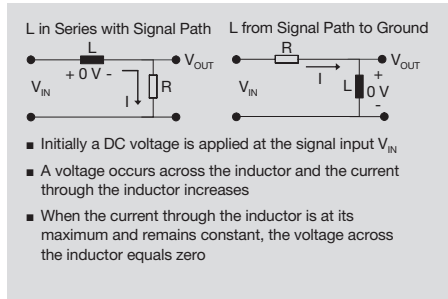 L in Series with Signal Path
L from Signal Path to Ground
L
V_OUT
+ 0 V -
V_IN
I
R
R
V_OUT
I
+
V_IN
L
0 V
-
■ Initially a DC voltage is applied at the signal input V_IN
■ A voltage occurs across the inductor and the current
through the inductor increases
■ When the current through the inductor is at its
maximum and remains constant, the voltage across
the inductor equals zero